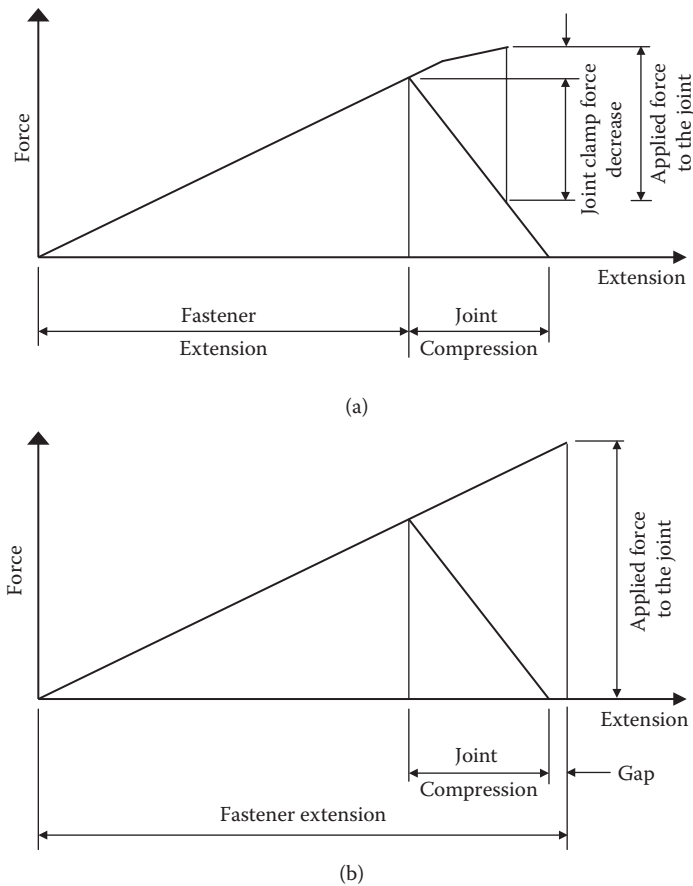 Force
Joint clamp force
decrease
Applied force
to the joint
Extension
Fastener
Extension
Joint
Compression
(a)
Force
Applied force
to the joint
Extension
Joint
Compression
Gap
Fastener extension
(b)